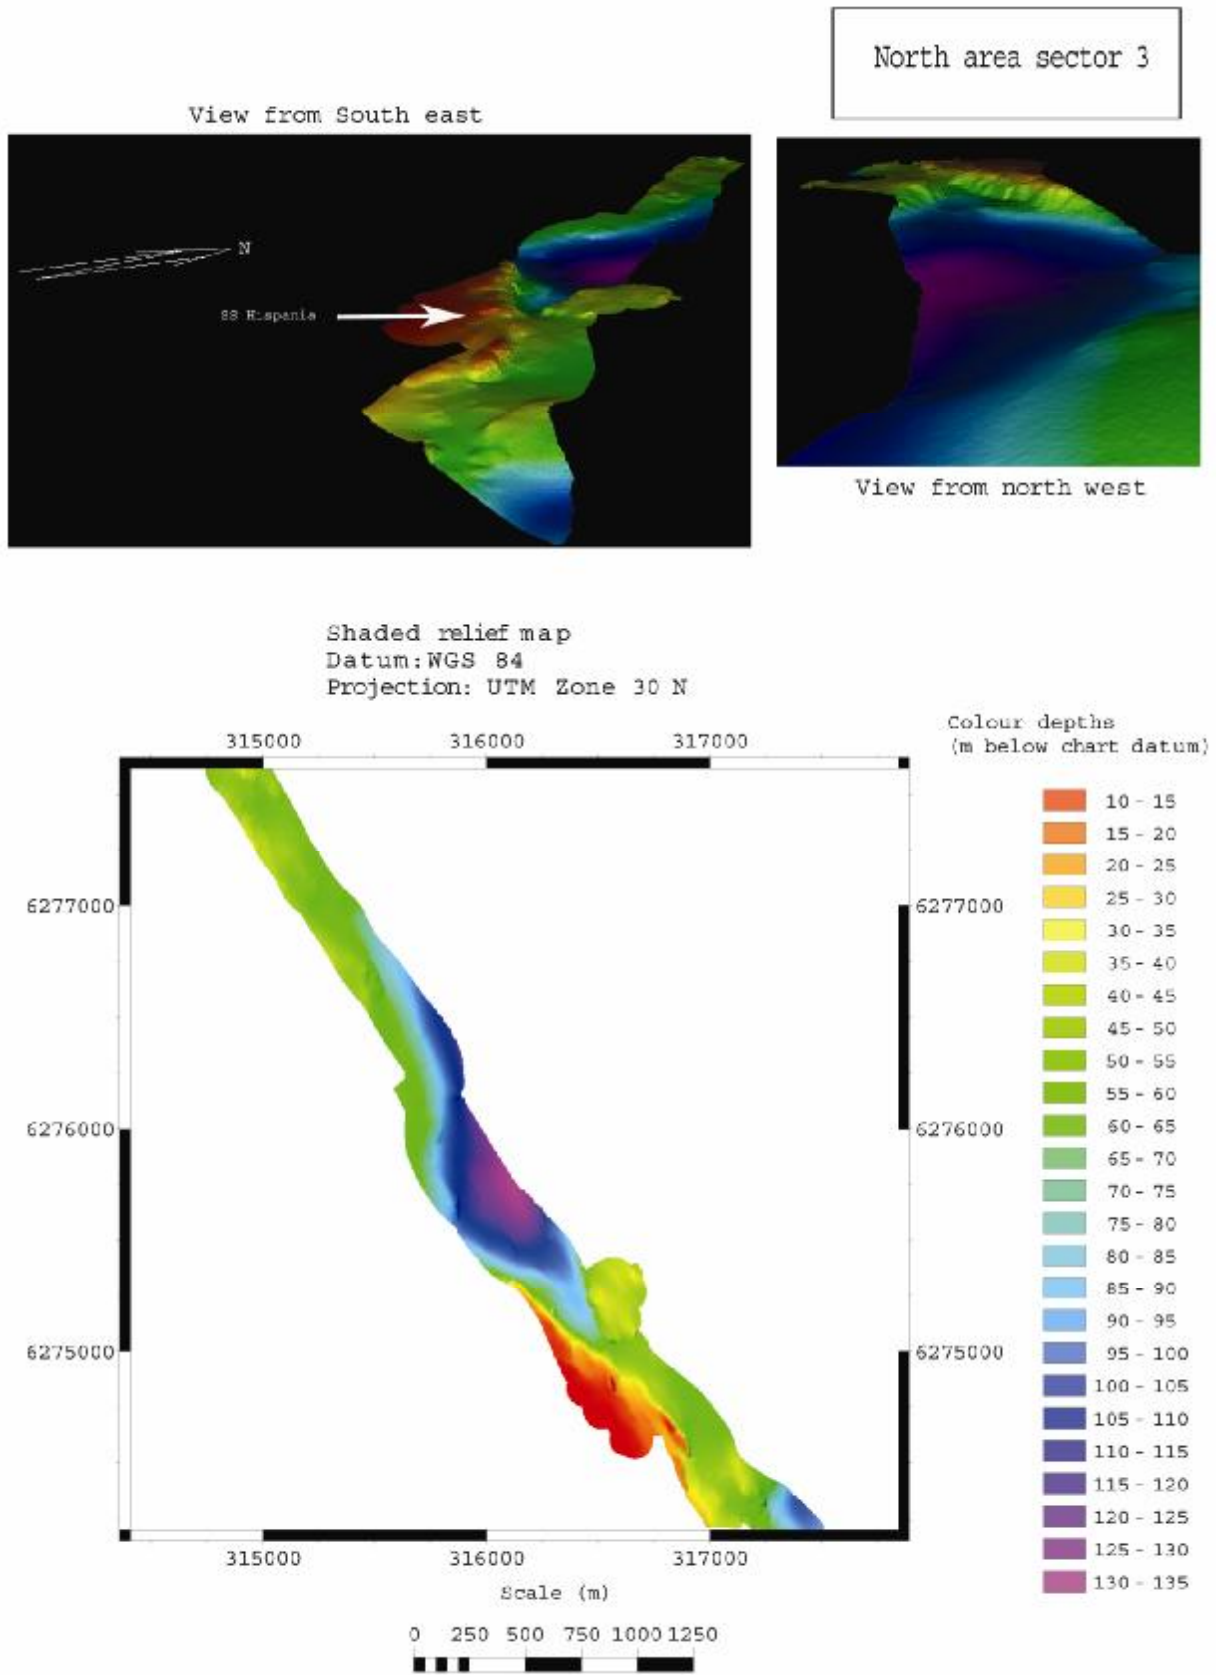 North area sector 3
View from South east
N
SS Hispania
View from north west
Shaded relief map
Datum:WGS 84
Projection: UTM Zone 30 N
Colour depths
(m below chart datum)
315000 316000 317000
10 - 15
15 - 20
20 - 25
25 - 30
30 - 35
35 - 40
40 - 45
45 - 50
50 - 55
55 - 60
60 - 65
65 - 70
70 - 75
75 - 80
80 - 85
85 - 90
90 - 95
95 - 100
100 - 105
105 - 110
110 - 115
115 - 120
120 - 125
125 - 130
130 - 135
6277000 6277000
6276000 6276000
6275000 6275000
315000 316000 317000
Scale (m)
0 250 500 750 1000 1250